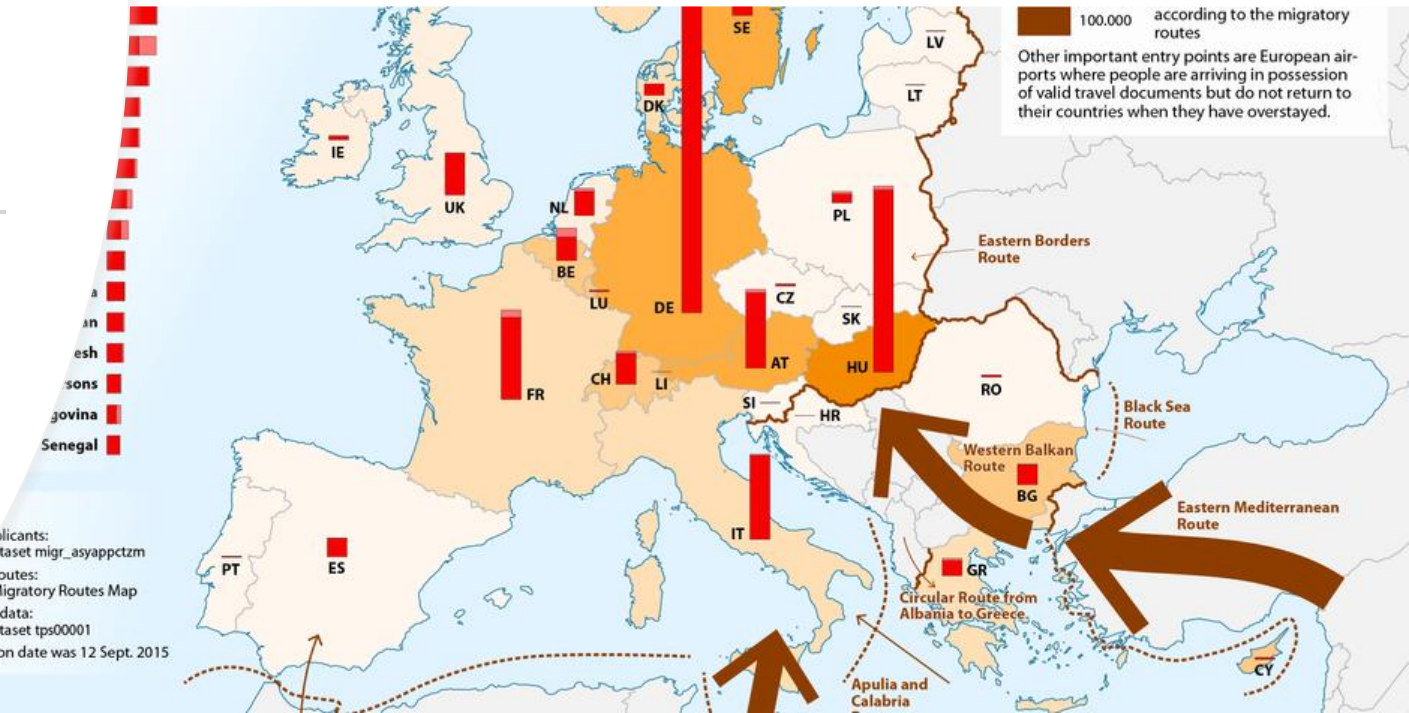 100.000
according to the migratory
routes
Other important entry points are European air-
ports where people are arriving in possession
of valid travel documents but do not return to
their countries when they have overstayed.
SE
LV
LT
DK
IE
UK
NL
PL
BE
LU
DE
CZ
SK
Eastern Borders
Route
AT
HU
CH
LI
FR
SI
HR
RO
Black Sea
Route
Western Balkan
Route
BG
Eastern Mediterranean
Route
IT
GR
PT
ES
Circular Route from
Albania to Greece
CY
Apulia and
Calabria
a
an
esh
rsons
govina
Senegal
licants:
taset migr_asyappctzm
outes:
ligratory Routes Map
data:
taset tps00001
on date was 12 Sept. 2015